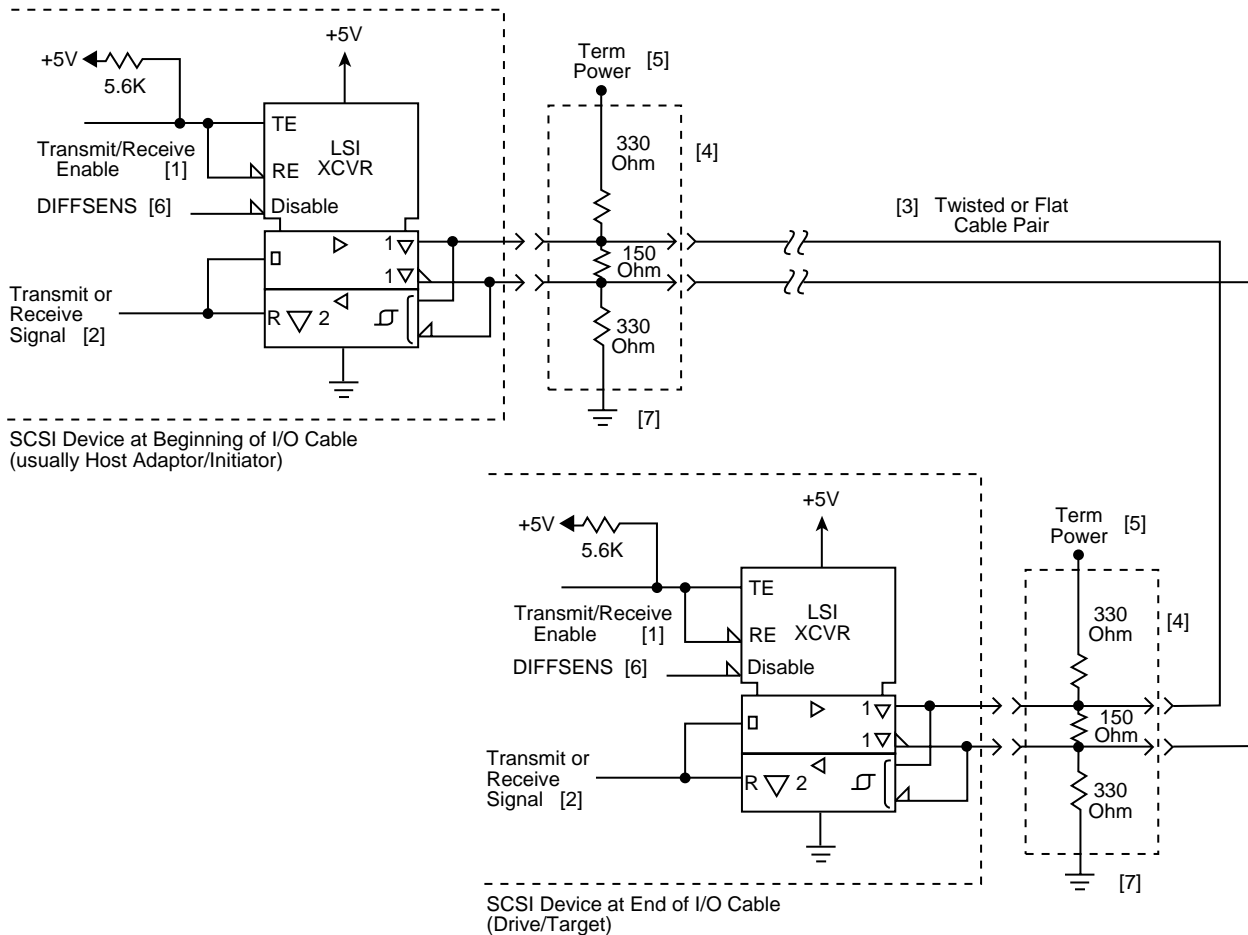 +5V
5.6K
+5V
Term
Power [5]
TE
LSI
XCVR
RE
Disable
Transmit/Receive
Enable [1]
DIFFSENS [6]
330
Ohm
[4]
[3] Twisted or Flat
Cable Pair
1
1
150
Ohm
Transmit or
Receive
Signal [2]
R
2
330
Ohm
[7]
SCSI Device at Beginning of I/O Cable
(usually Host Adaptor/Initiator)
+5V
5.6K
+5V
Term
Power [5]
TE
LSI
XCVR
RE
Disable
Transmit/Receive
Enable [1]
DIFFSENS [6]
330
Ohm
[4]
1
1
150
Ohm
Transmit or
Receive
Signal [2]
R
2
330
Ohm
[7]
SCSI Device at End of I/O Cable
(Drive/Target)